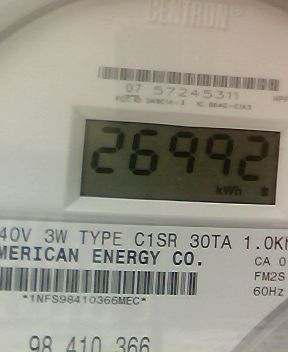 CENTRON
07 57245311
26992
kWh
40V 3W TYPE C1SR 30TA 1.0K
MERICAN ENERGY CO.
CA 0
FM2S
60Hz
*1NFS98410366MEC*
98 410 366